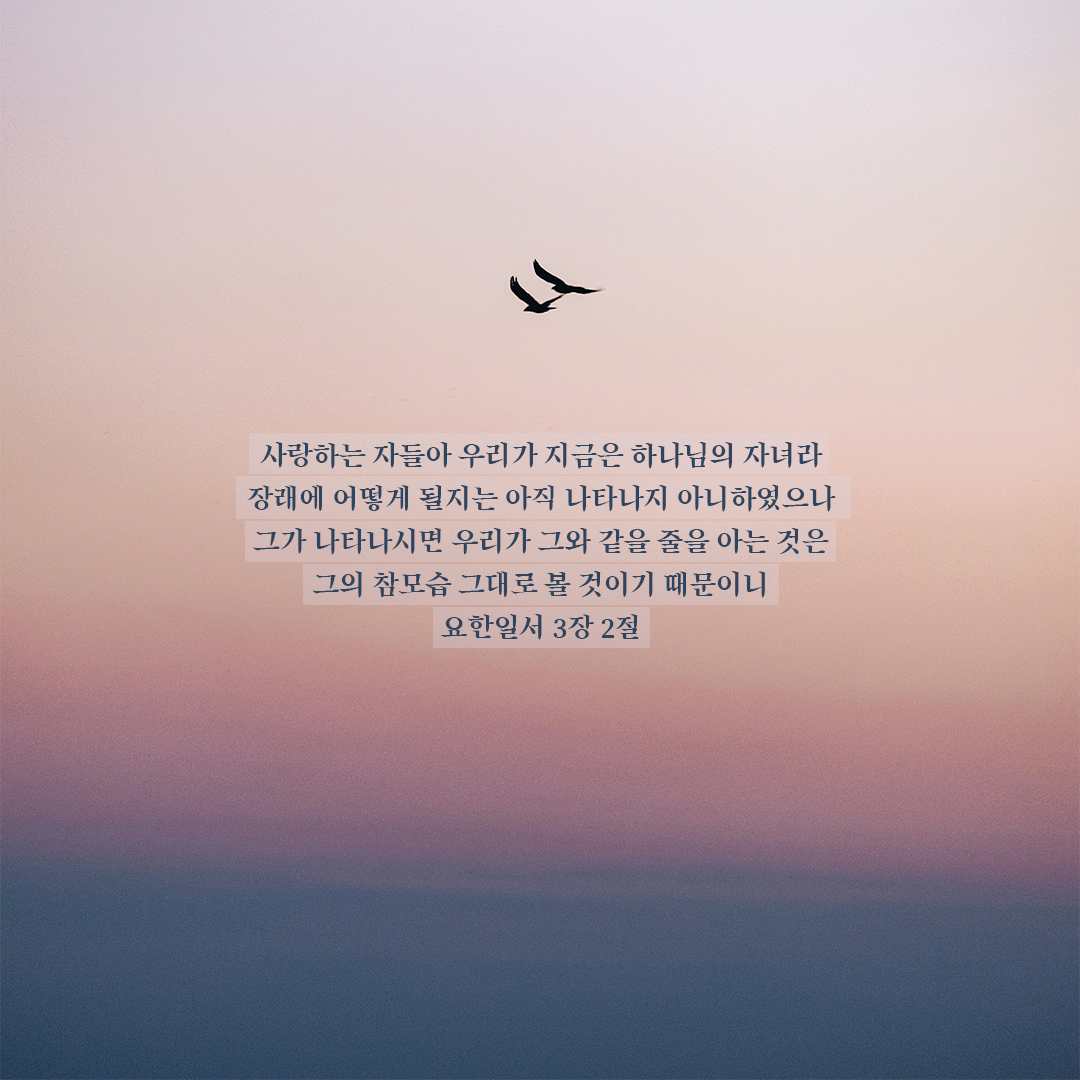 사랑하는 자들아 우리가 지금은 하나님의 자녀라
장래에 어떻게 될지는 아직 나타나지 아니하였으나
그가 나타나시면 우리가 그와 같을 줄을 아는 것은
그의 참모습 그대로 볼 것이기 때문이니
요한일서 3장 2절